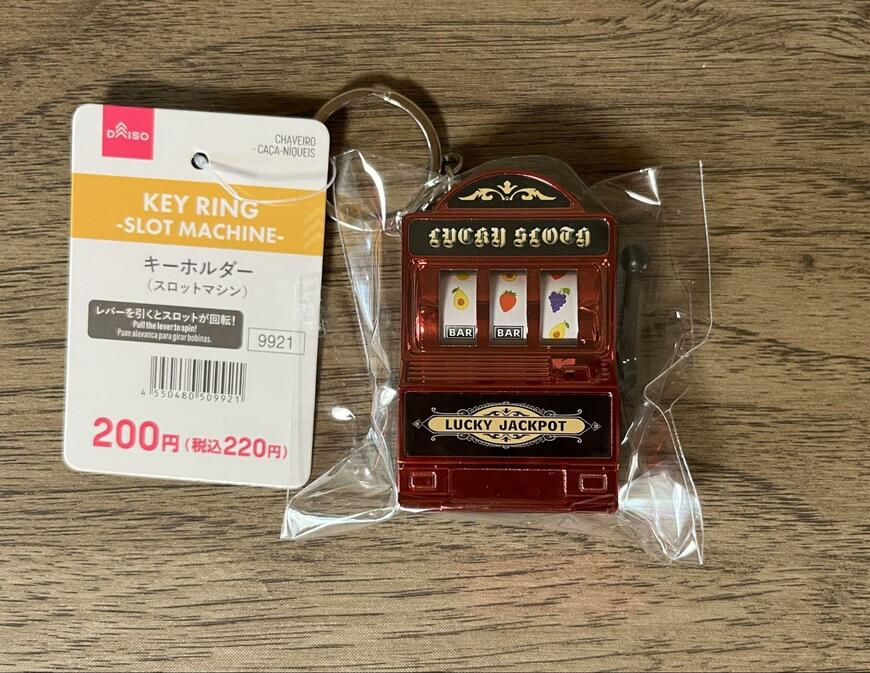 DAISO
CHAVEIRO
- CAÇA-NÍQUEIS
KEY RING
-SLOT MACHINE-
キーホルダー
(スロットマシン)
レバーを引くとスロットが回転!
Pull the lever to spin!
Puxe alavanca para girar bobinas.
9921
4 550480 509921
200円(税込220円)
LUCKY SLOTH
BAR BAR
LUCKY JACKPOT